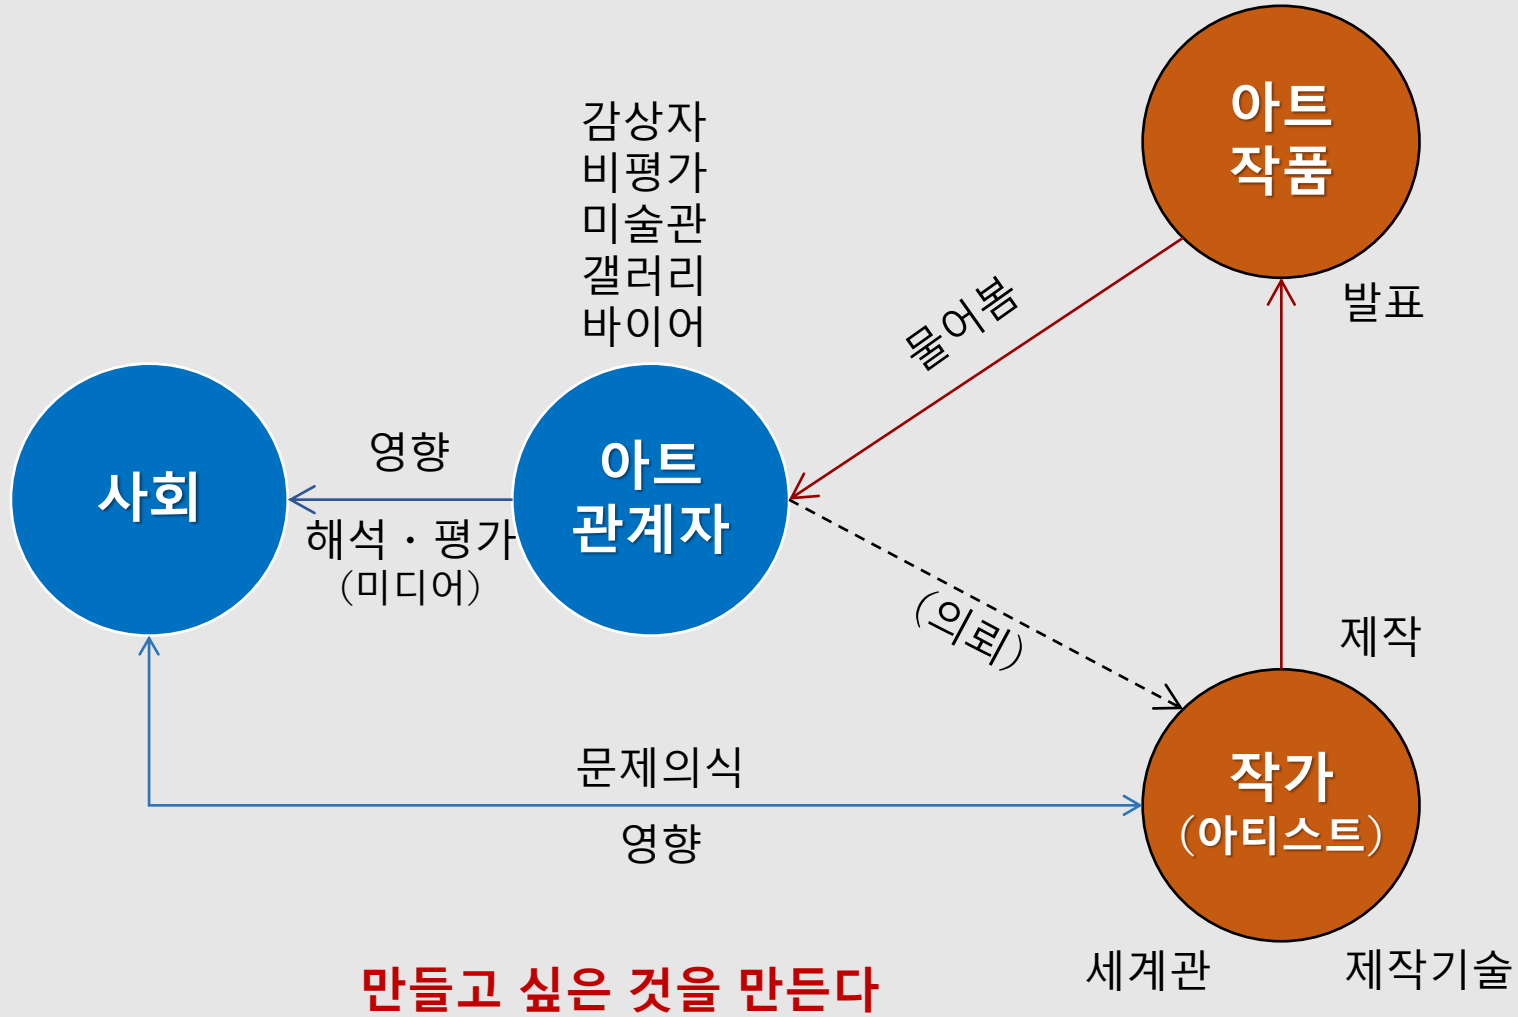 아트
작품
감상자
비평가
미술관
갤러리
바이어
물어봄
발표
영향
사회
아트
관계자
해석・평가
（미디어）
（의뢰）
제작
문제의식
영향
작가
（아티스트）
세계관
제작기술
만들고 싶은 것을 만든다